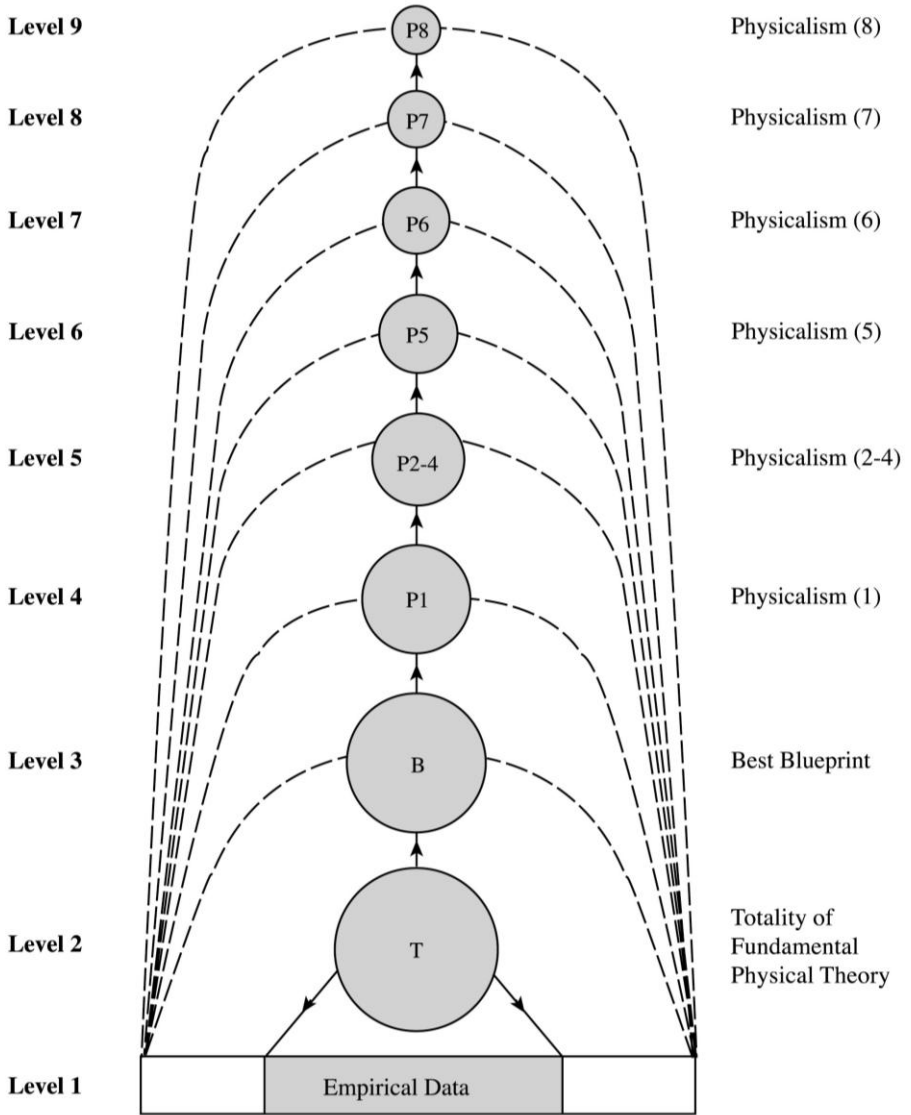 Level 9
P8
Physicalism (8)
Level 8
P7
Physicalism (7)
Level 7
P6
Physicalism (6)
Level 6
P5
Physicalism (5)
Level 5
P2-4
Physicalism (2-4)
Level 4
P1
Physicalism (1)
Level 3
B
Best Blueprint
Level 2
T
Totality of
Fundamental
Physical Theory
Level 1
Empirical Data